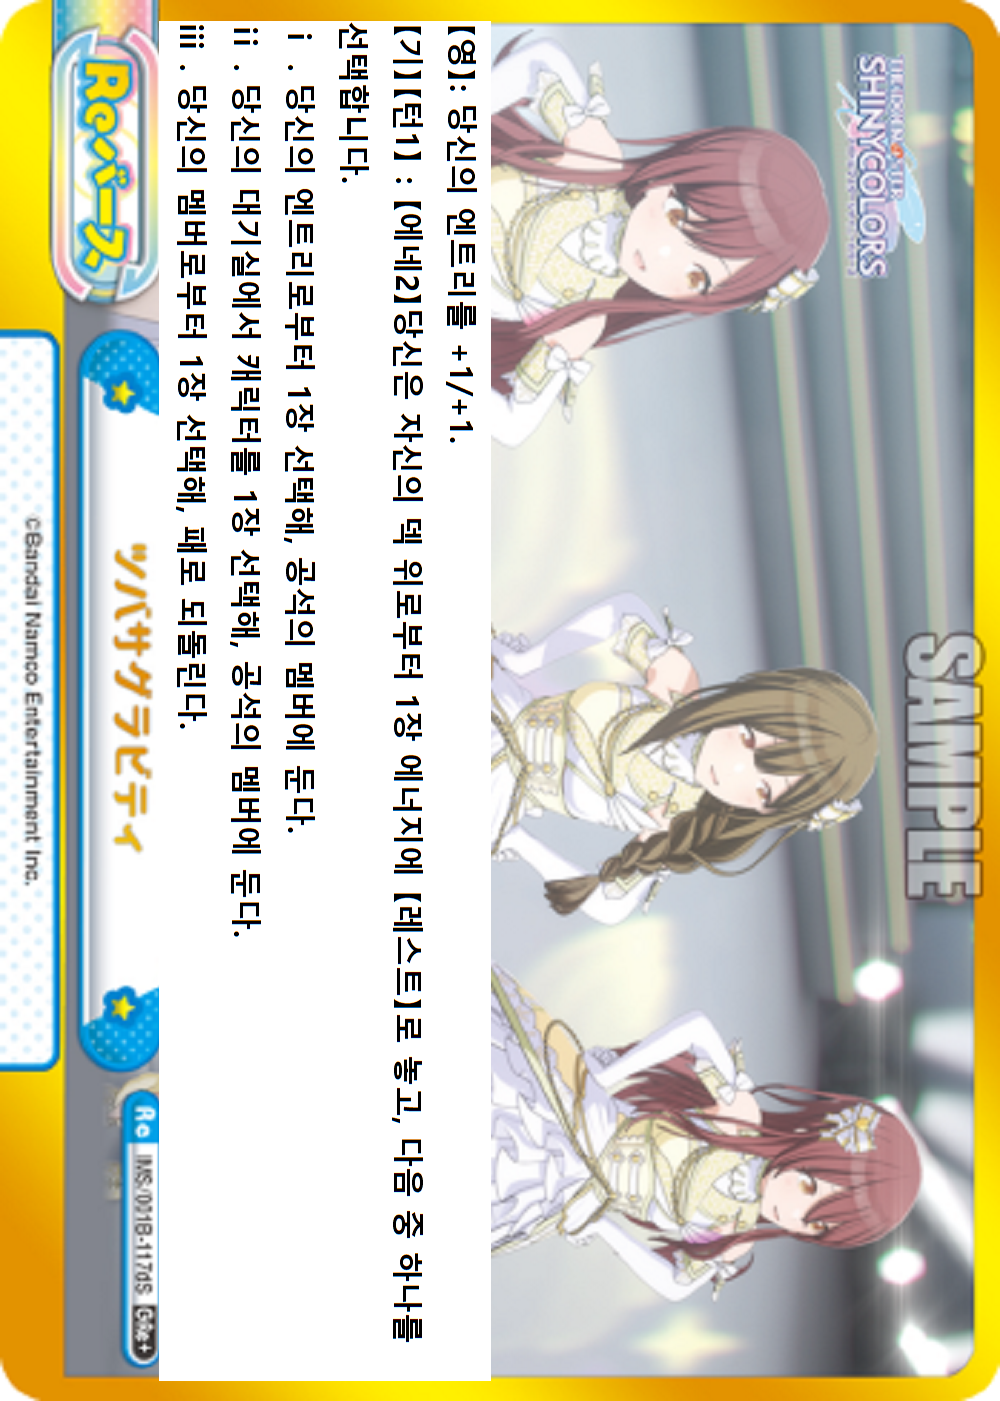 THE IDOLM@STER
SHINYCOLORS
SAMPLE
【영】: 당신의 엔트리를 +1/+1.
【기】【턴1】 : 【에네2】당신은 자신의 덱 위로부터 1장 에너지에 【레스트】로 놓고, 다음 중 하나를
선택합니다.
ⅰ. 당신의 엔트리로부터 1장 선택해, 공석의 멤버에 둔다.
ⅱ. 당신의 대기실에서 캐릭터를 1장 선택해, 공석의 멤버에 둔다.
ⅲ. 당신의 멤버로부터 1장 선택해, 패로 되돌린다.
Reバース
ツバサグラビティ
Re IMS/001B-117dS Gőe+
©Bandai Namco Entertainment Inc.